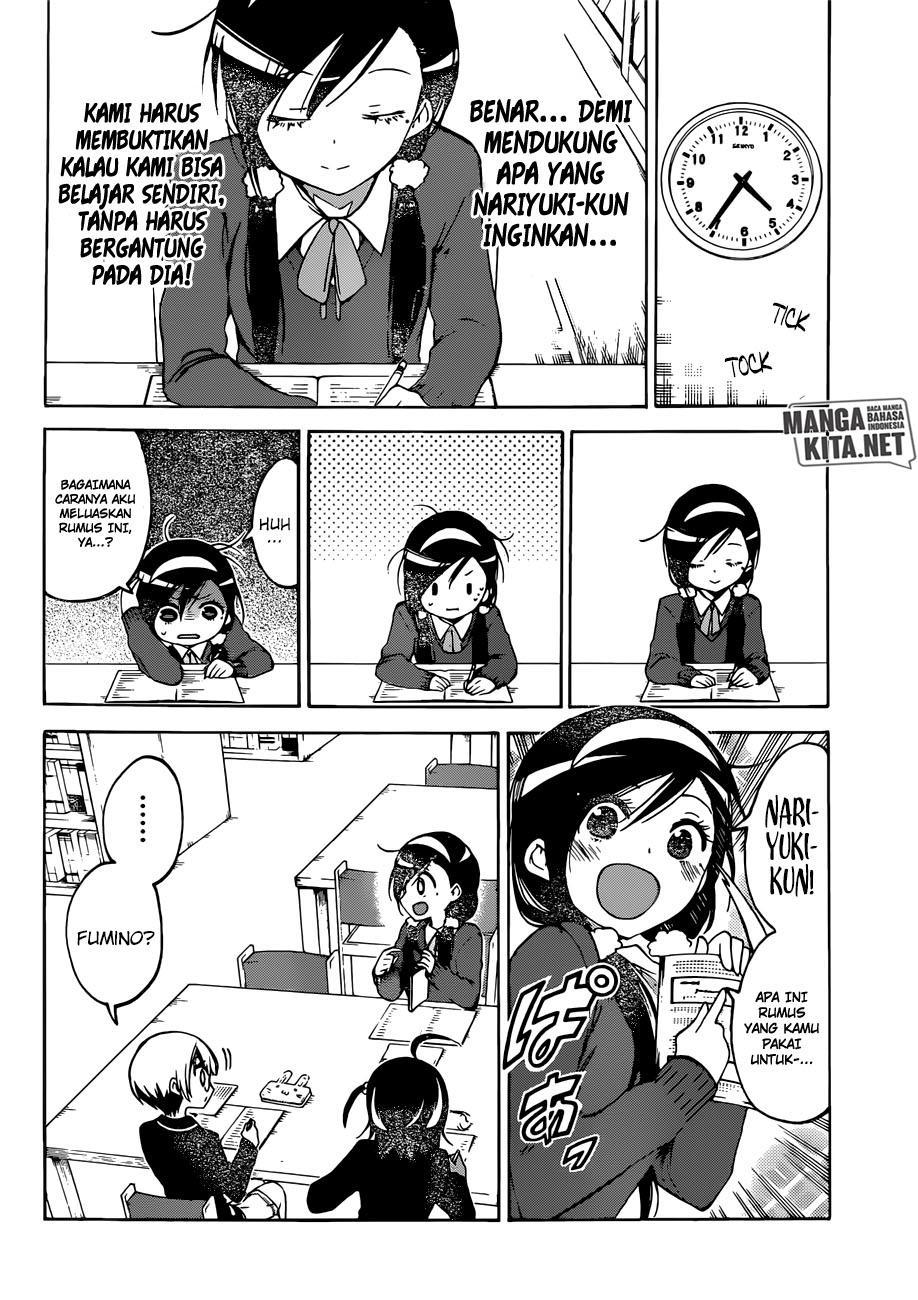 12
1
2
3
4
5
6
7
8
9
10
11
TICK
TOCK
BENAR... DEMI
MENDUKUNG
APA YANG
NARIYUKI-KUN
INGINKAN...
KAMI HARUS
MEMBUKTIKAN
KALAU KAMI BISA
BELAJAR SENDIRI,
TANPA HARUS
BERGANTUNG
PADA DIA!
MANGA
KITA.NET
BACA MANGA
BAHASA
INDONESIA
HUH
...
BAGAIMANA
CARANYA AKU
MELUASKAN
RUMUS INI,
YA...?
NARI-
YUKI-
KUN!
APA INI
RUMUS
YANG KAMU
PAKAI
UNTUK-...
ぱあっ
......
FUMINO?